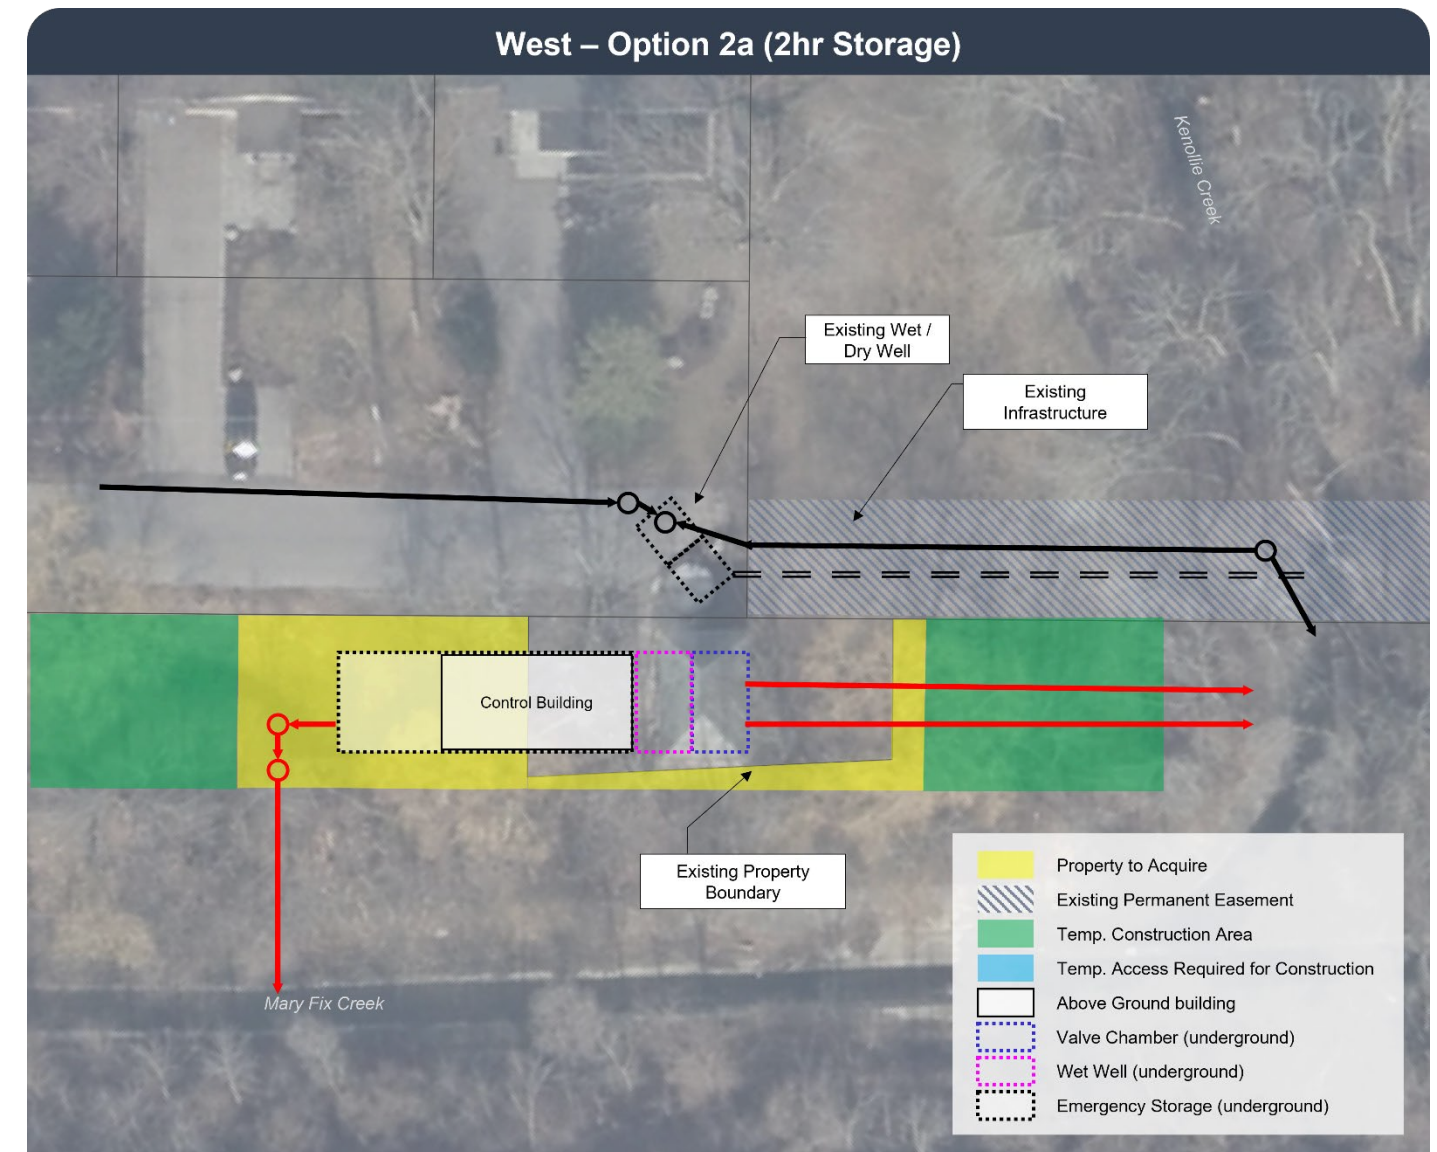 West – Option 2a (2hr Storage)
Kenollie Creek
Existing Wet /
Dry Well
Existing
Infrastructure
Control Building
Existing Property
Boundary
Mary Fix Creek
Property to Acquire
Existing Permanent Easement
Temp. Construction Area
Temp. Access Required for Construction
Above Ground building
Valve Chamber (underground)
Wet Well (underground)
Emergency Storage (underground)